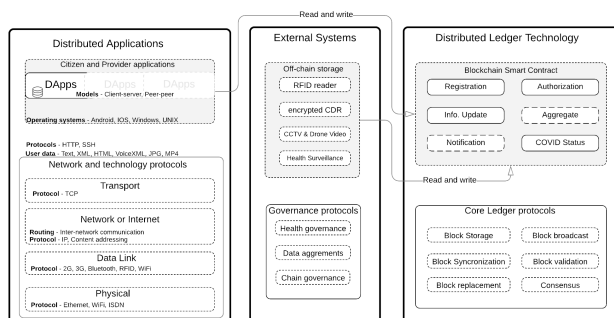 Read and write
Distributed Applications
Citizen and Provider applications
DApps
DApps
DApps
Models - Client-server, Peer-peer
Operating systems - Android, IOS, Windows, UNIX
Protocols - HTTP, SSH
User data - Text, XML, HTML, VoiceXML, JPG, MP4
Network and technology protocols
Transport
Protocol - TCP
Network or Internet
Routing - Inter-network communication
Protocol - IP, Content addressing
Data Link
Protocol - 2G, 3G, Bluetooth, RFID, WiFi
Physical
Protocol - Ethernet, WiFi, ISDN
External Systems
Off-chain storage
RFID reader
encrypted CDR
CCTV & Drone Video
Health Surveillance
Governance protocols
Health governance
Data aggrements
Chain governance
Distributed Ledger Technology
Blockchain Smart Contract
Registration
Authorization
Info. Update
Aggregate
Notification
COVID Status
Read and write
Core Ledger protocols
Block Storage
Block broadcast
Block Syncronization
Block validation
Block replacement
Consensus